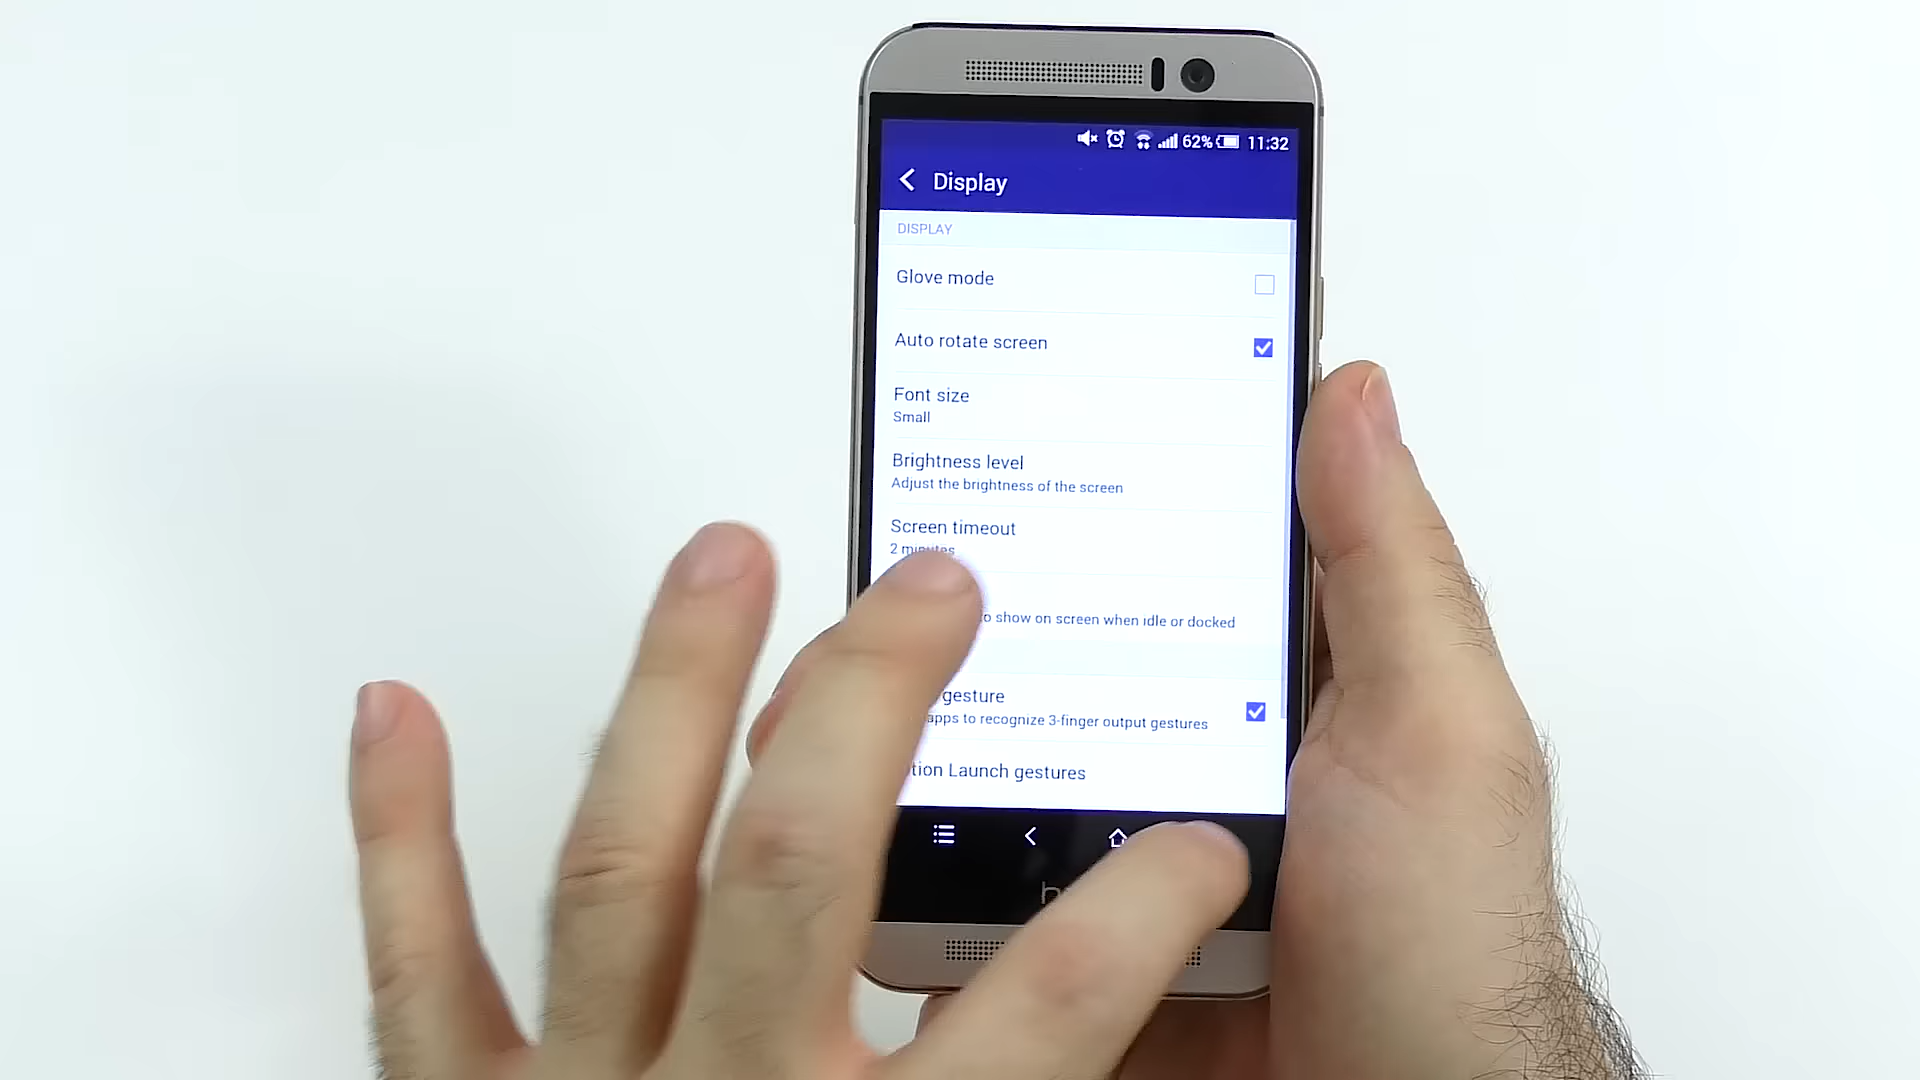 62% 11:32
Display
DISPLAY
Glove mode
Auto rotate screen
Font size
Small
Brightness level
Adjust the brightness of the screen
Screen timeout
2 minutes
to show on screen when idle or docked
gesture
apps to recognize 3-finger output gestures
Launch gestures